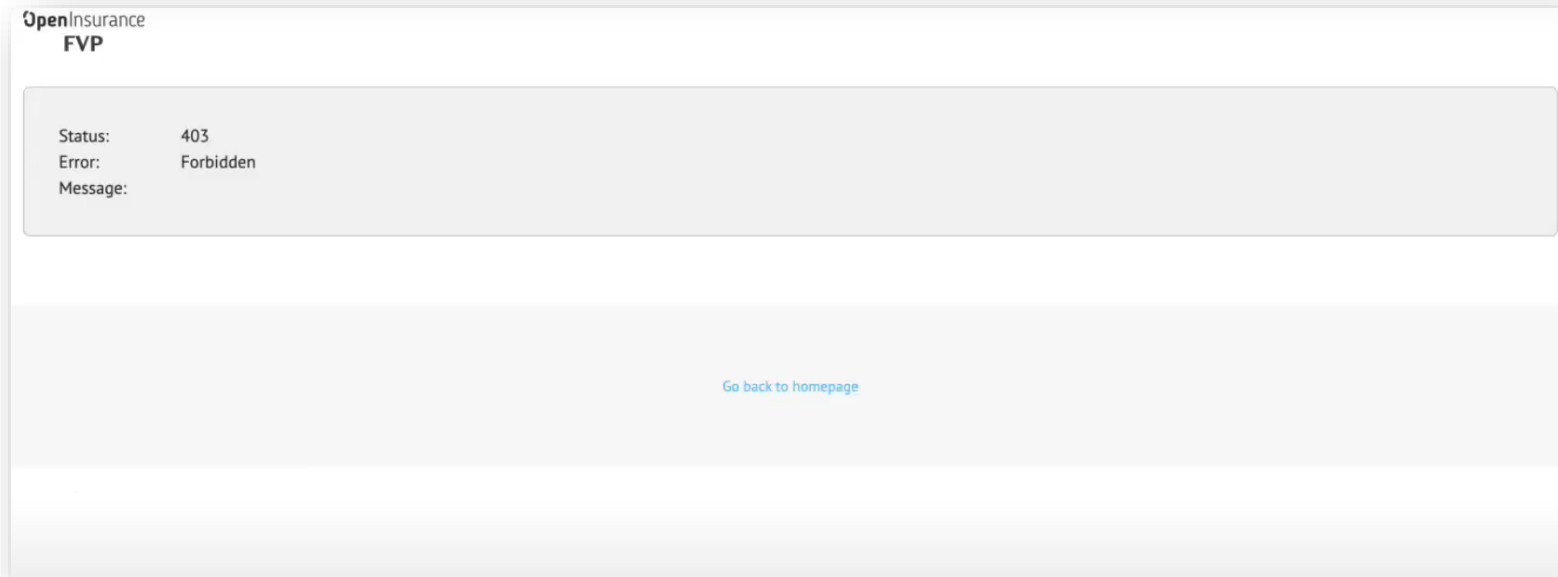 OpenInsurance
FVP
Status: 403
Error: Forbidden
Message:
Go back to homepage